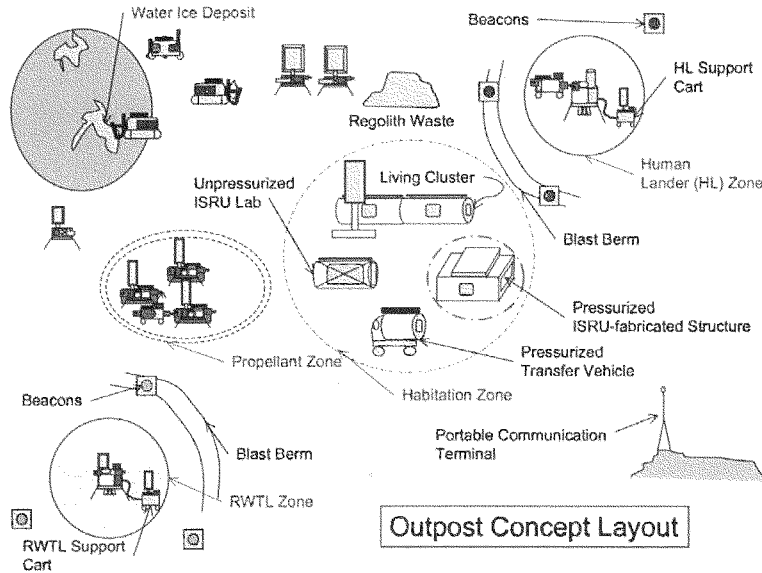 Water Ice Deposit
Beacons
HL Support
Cart
Regolith Waste
Human
Lander (HL) Zone
Unpressurized
ISRU Lab
Living Cluster
Blast Berm
Pressurized
ISRU-fabricated Structure
Propellant Zone
Pressurized
Transfer Vehicle
Habitation Zone
Beacons
Blast Berm
Portable Communication
Terminal
RWTL Zone
RWTL Support
Cart
Outpost Concept Layout